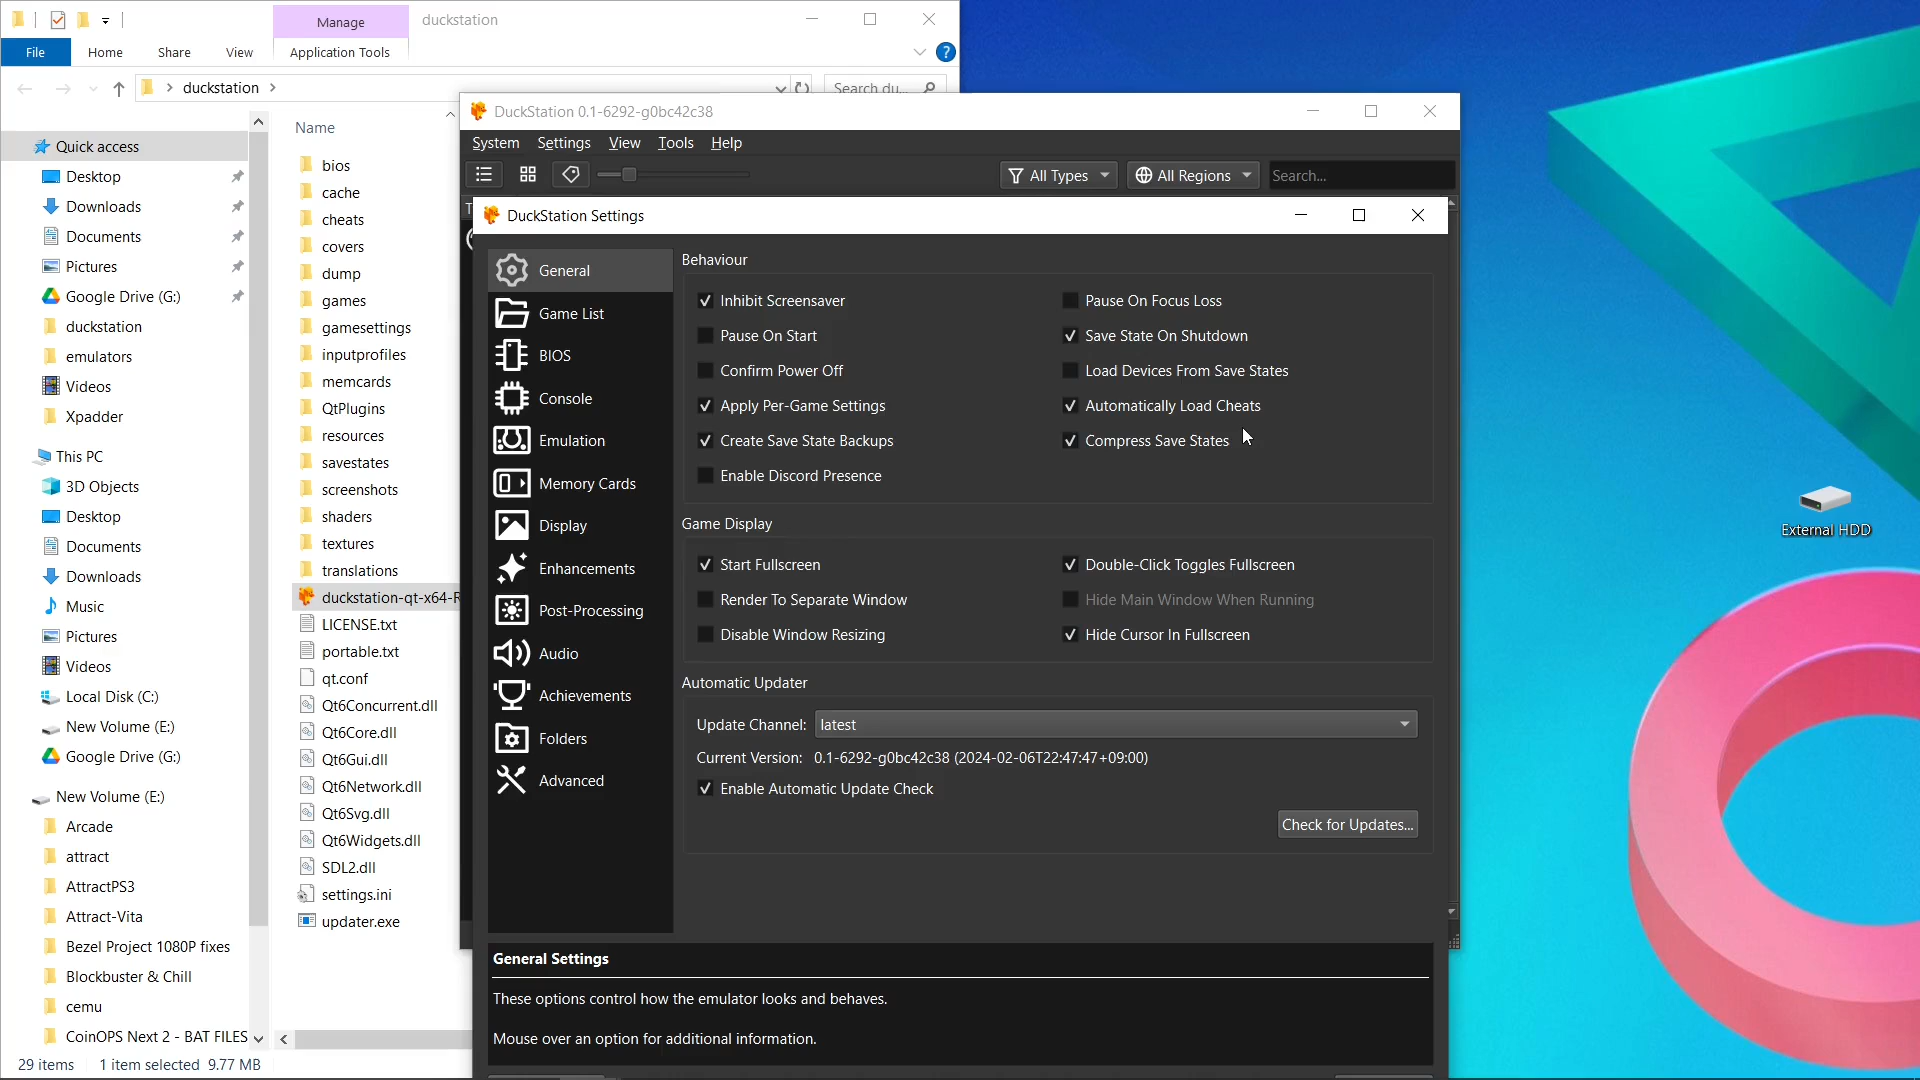 Manage
duckstation
File
Home
Share
View
Application Tools
duckstation
Search du...
Name
Quick access
Desktop
Downloads
Documents
Pictures
Google Drive (G:)
duckstation
emulators
Videos
Xpadder
This PC
3D Objects
Desktop
Documents
Downloads
Music
Pictures
Videos
Local Disk (C:)
New Volume (E:)
Google Drive (G:)
New Volume (E:)
Arcade
attract
AttractPS3
Attract-Vita
Bezel Project 1080P fixes
Blockbuster & Chill
cemu
CoinOPS Next 2 - BAT FILES
bios
cache
cheats
covers
dump
games
gamesettings
inputprofiles
memcards
QtPlugins
resources
savestates
screenshots
shaders
textures
translations
duckstation-qt-x64-R
LICENSE.txt
portable.txt
qt.conf
Qt6Concurrent.dll
Qt6Core.dll
Qt6Gui.dll
Qt6Network.dll
Qt6Svg.dll
Qt6Widgets.dll
SDL2.dll
settings.ini
updater.exe
29 items
1 item selected 9.77 MB
DuckStation 0.1-6292-g0bc42c38
System
Settings
View
Tools
Help
All Types
All Regions
Search...
DuckStation Settings
General
Game List
BIOS
Console
Emulation
Memory Cards
Display
Enhancements
Post-Processing
Audio
Achievements
Folders
Advanced
Behaviour
Inhibit Screensaver
Pause On Focus Loss
Pause On Start
Save State On Shutdown
Confirm Power Off
Load Devices From Save States
Apply Per-Game Settings
Automatically Load Cheats
Create Save State Backups
Compress Save States
Enable Discord Presence
Game Display
Start Fullscreen
Double-Click Toggles Fullscreen
Render To Separate Window
Hide Main Window When Running
Disable Window Resizing
Hide Cursor In Fullscreen
Automatic Updater
Update Channel: latest
Current Version: 0.1-6292-g0bc42c38 (2024-02-06T22:47:47+09:00)
Enable Automatic Update Check
Check for Updates...
General Settings
These options control how the emulator looks and behaves.
Mouse over an option for additional information.
External HDD